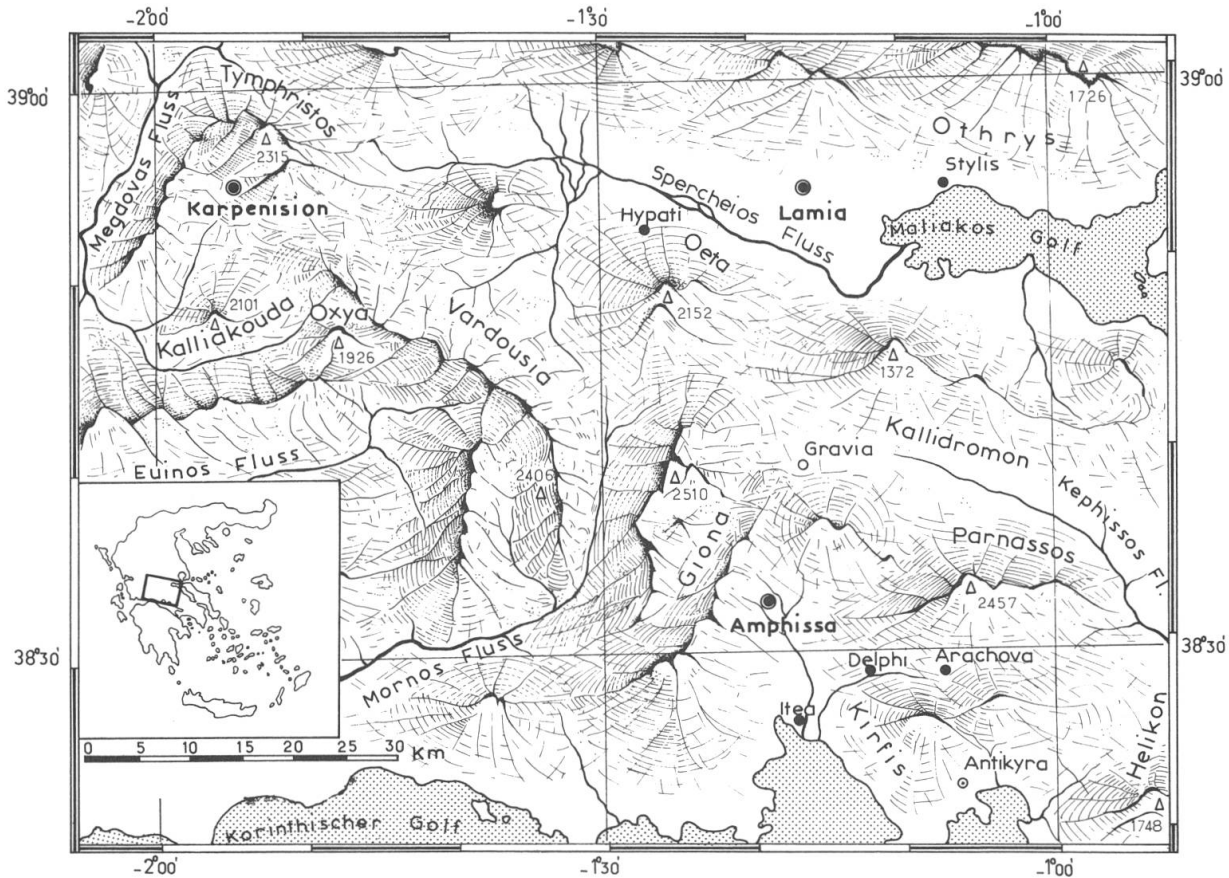 -2°00'
-1°30'
-1°00'
39°00'
39°00'
Tymphristos
1726
Othrys
2315
Megdovas Fluss
Stylis
Karpenision
Spercheios Fluss
Lamia
Hypati
Maliakos Golf
Oeta
2101
Oxya
Vardousia
2152
Kalliakouda
1926
1372
Kallidromon
Gravia
Euinos Fluss
2406
2510
Kephissos Fl.
Giona
Parnassos
2457
Amphissa
38°30'
38°30'
Mornos Fluss
Delphi
Arachova
Itea
Kirfis
Helikon
0 5 10 15 20 25 30 Km
Antikyra
1748
Korinthischer Golf
-2°00'
-1°30'
-1°00'